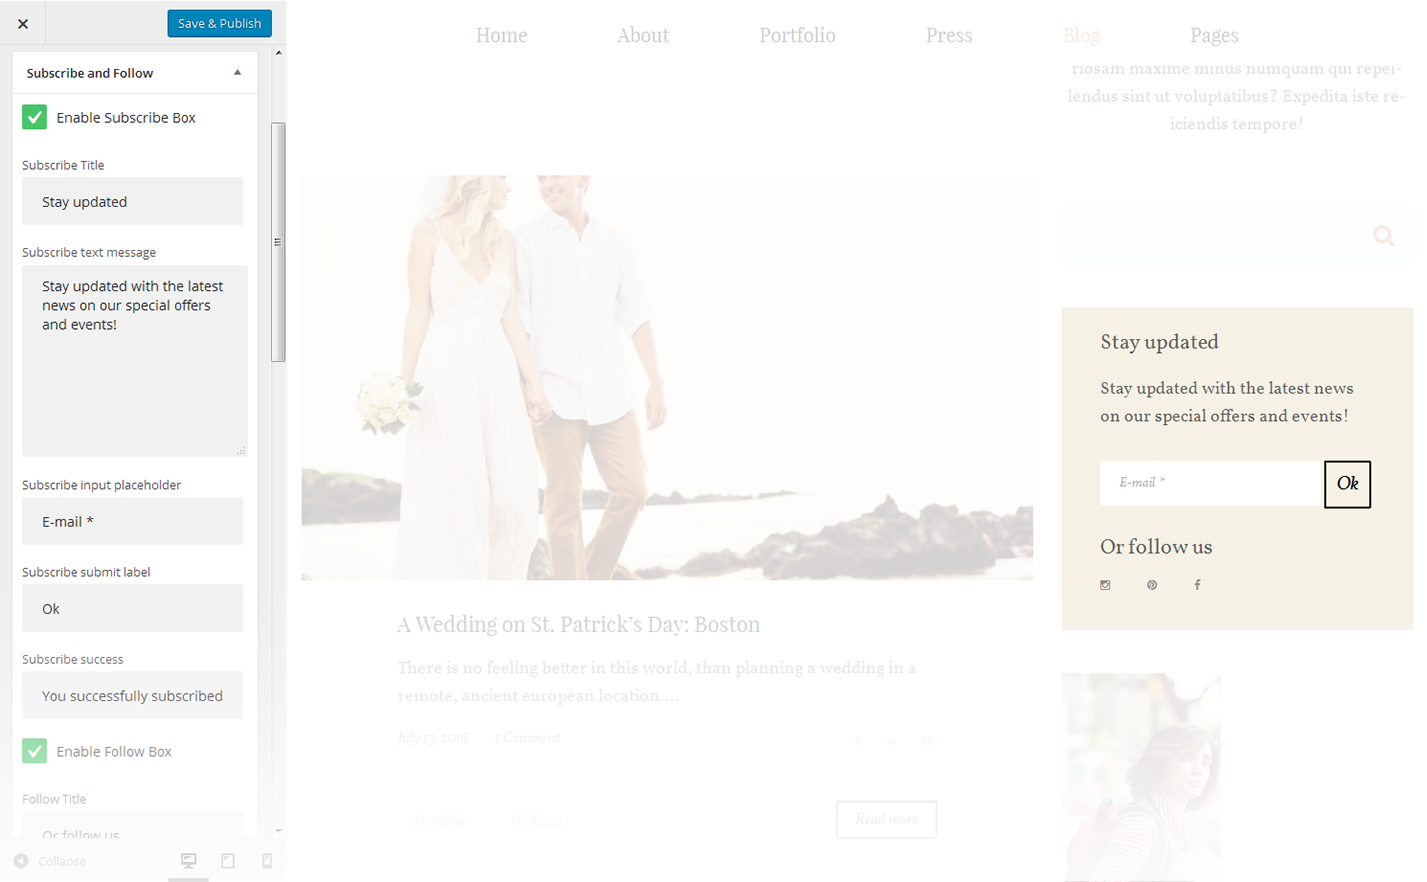 Save & Publish
Subscribe and Follow
Enable Subscribe Box
Subscribe Title
Stay updated
Subscribe text message
Stay updated with the latest
news on our special offers
and events!
Subscribe input placeholder
E-mail *
Subscribe submit label
Ok
Subscribe success
You successfully subscribed
Enable Follow Box
Follow Title
Or follow us
Collapse
Home About Portfolio Press Blog Pages
riosam maxime minus numquam qui repel-
lendus sint ut voluptatibus? Expedita iste re-
iciendis tempore!
A Wedding on St. Patrick's Day: Boston
There is no feeling better in this world, than planning a wedding in a
remote, ancient european location....
July 13, 2016 1 Comment
Portfolio Wedding
Read more
Stay updated
Stay updated with the latest news
on our special offers and events!
E-mail * Ok
Or follow us